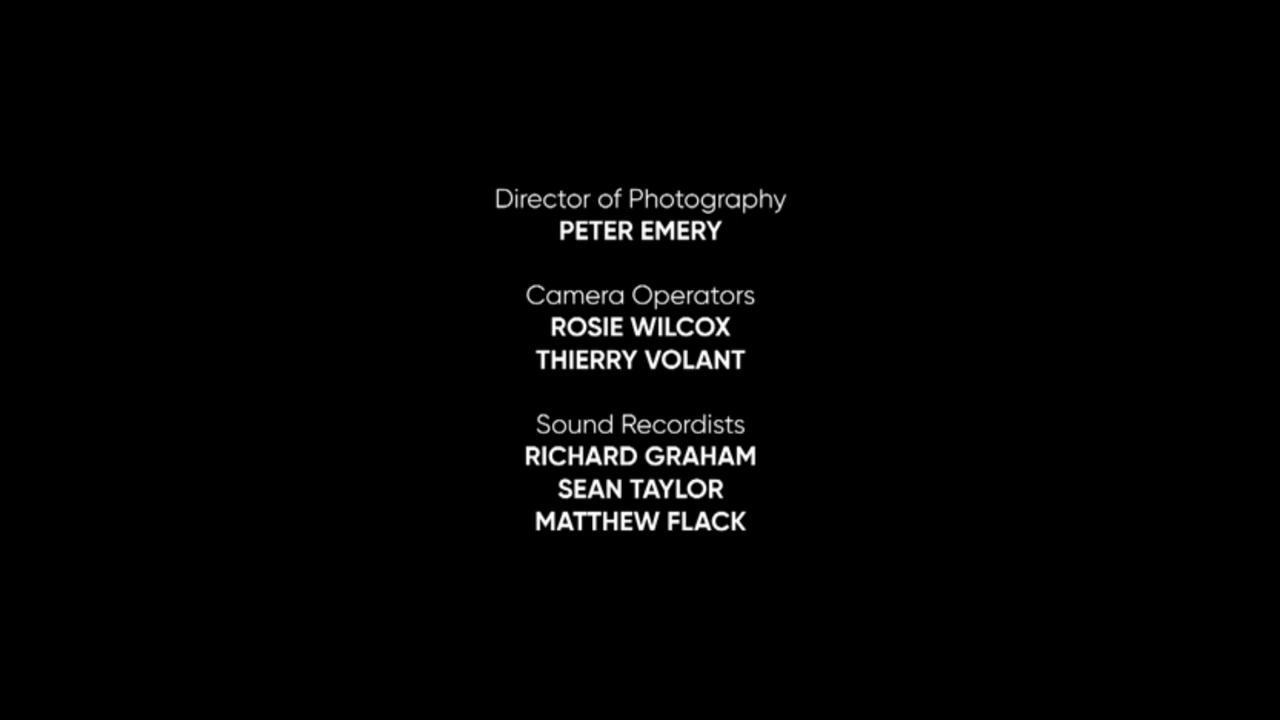 Director of Photography
PETER EMERY
Camera Operators
ROSIE WILCOX
THIERRY VOLANT
Sound Recordists
RICHARD GRAHAM
SEAN TAYLOR
MATTHEW FLACK